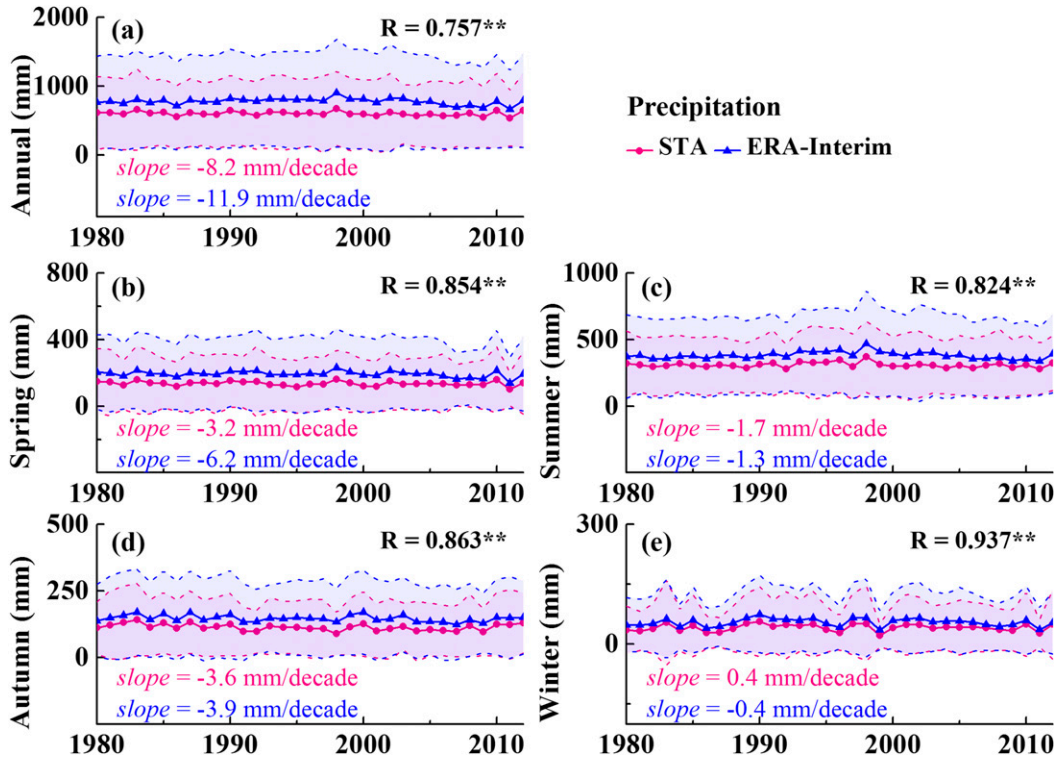 (a)
R = 0.757**
2000
1000
0
Annual (mm)
slope = -8.2 mm/decade
slope = -11.9 mm/decade
1980
1990
2000
2010
Precipitation
STA
ERA-Interim
(b)
R = 0.854**
800
400
0
Spring (mm)
slope = -3.2 mm/decade
slope = -6.2 mm/decade
1980
1990
2000
2010
(c)
R = 0.824**
1000
500
0
Summer (mm)
slope = -1.7 mm/decade
slope = -1.3 mm/decade
1980
1990
2000
2010
(d)
R = 0.863**
500
250
0
Autumn (mm)
slope = -3.6 mm/decade
slope = -3.9 mm/decade
1980
1990
2000
2010
(e)
R = 0.937**
300
0
Winter (mm)
slope = 0.4 mm/decade
slope = -0.4 mm/decade
1980
1990
2000
2010